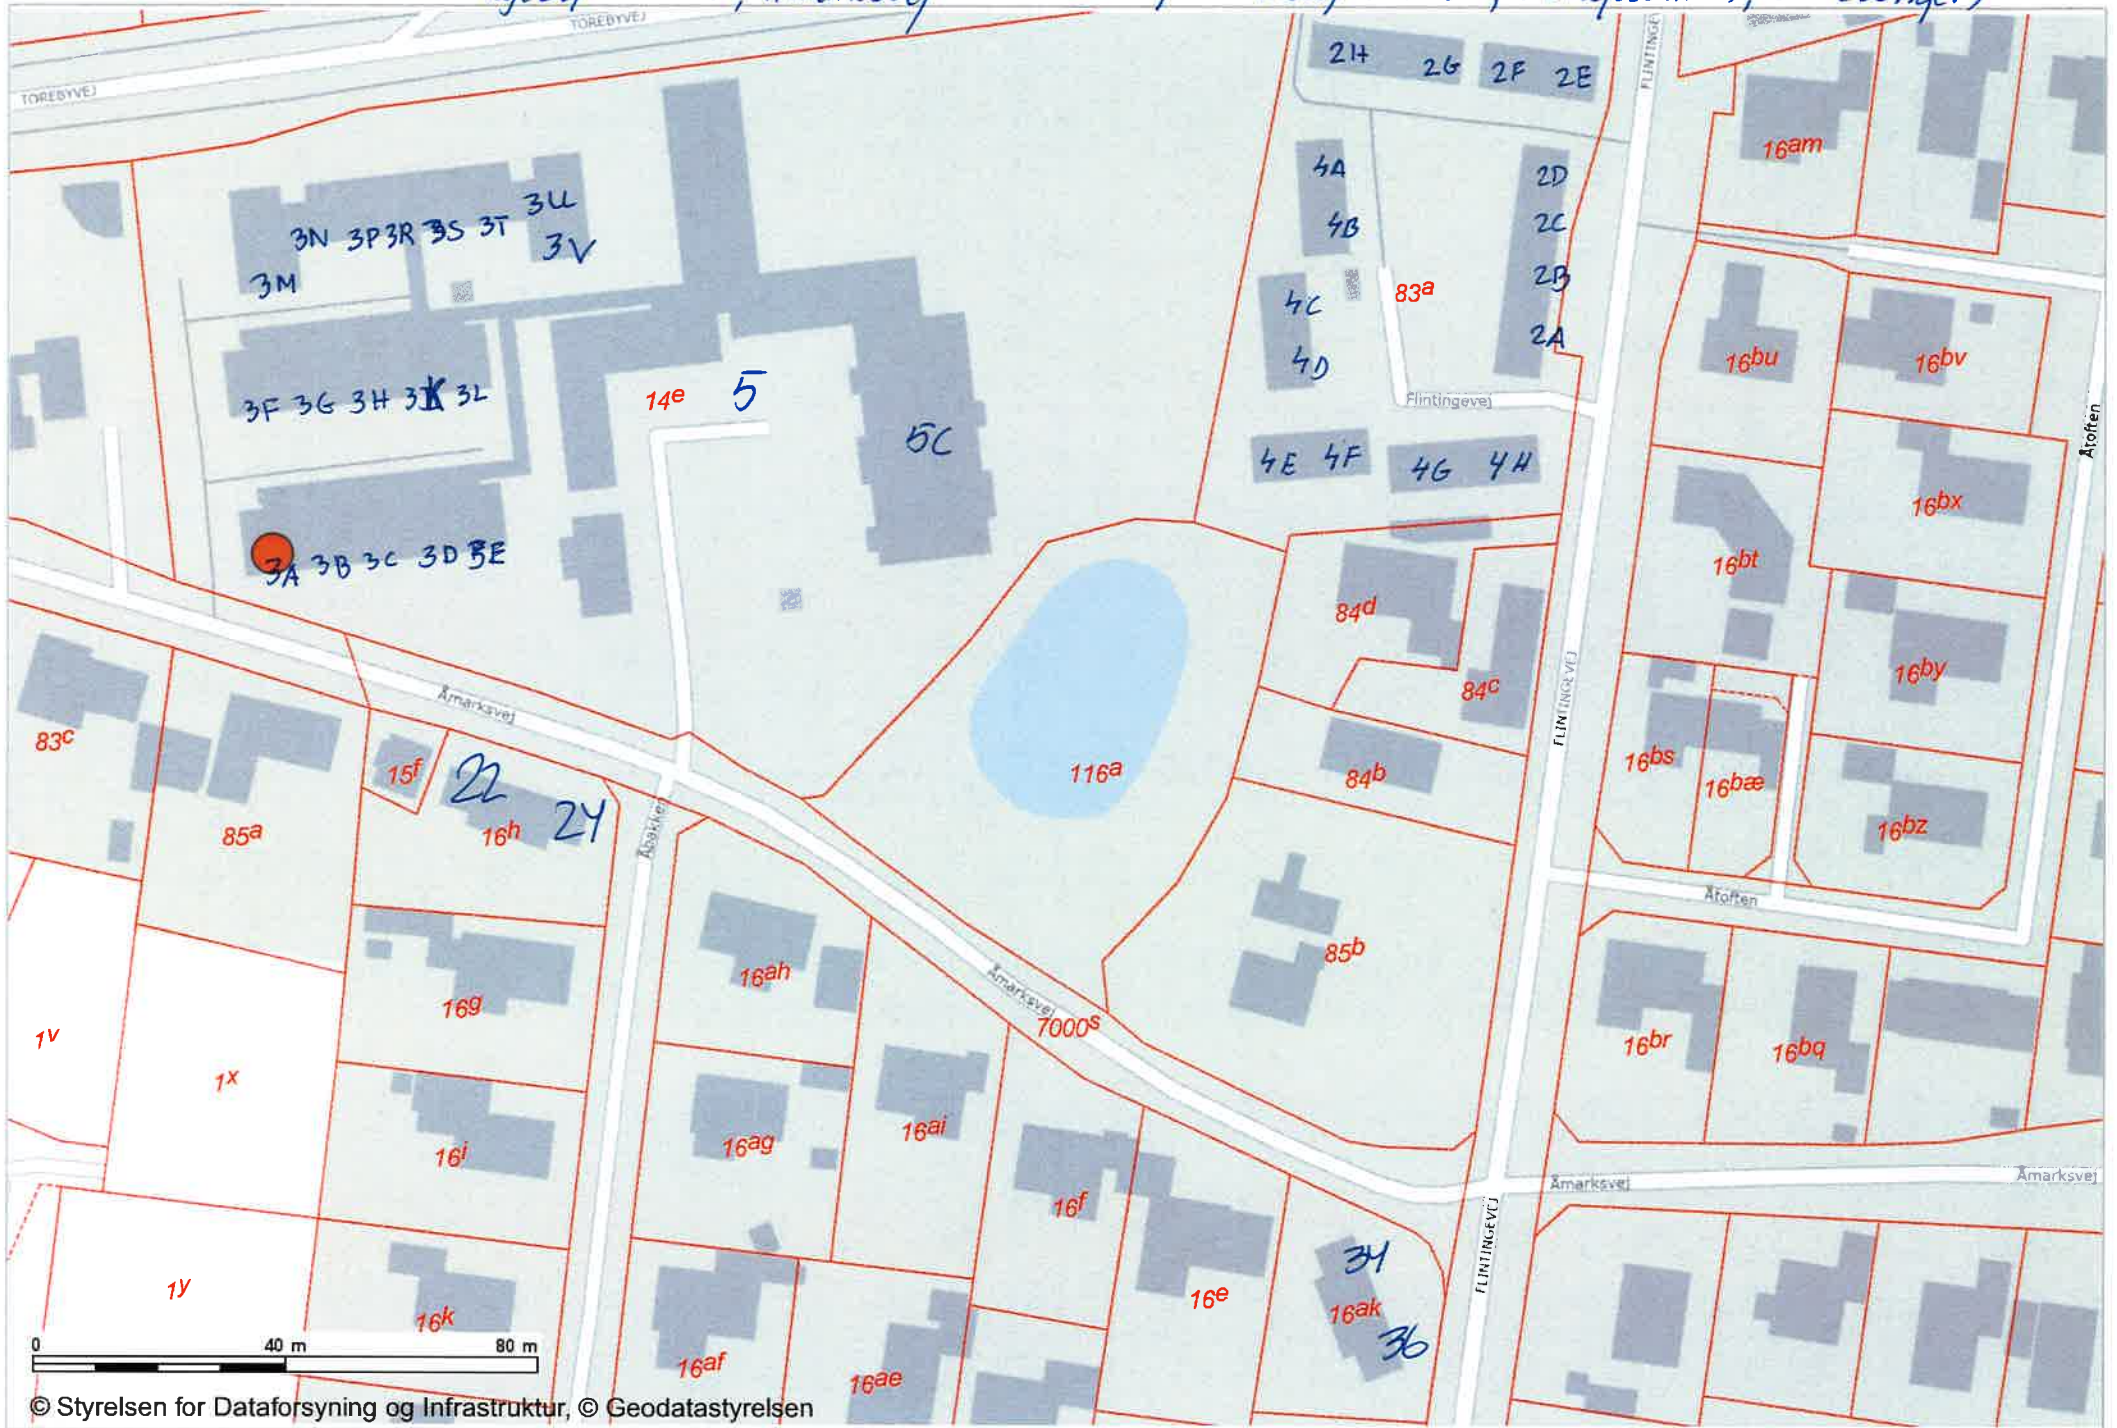 TOREBYVEJ
TOREBYVEJ
FLINTINGEVEJ
2H 2G 2F 2E
16am
4A
4B
2D
2C
2B
2A
3N 3P 3R 3S 3T 3U
3V
3M
4C
4D
83a
16bu
16bv
Åtoften
3F 3G 3H 3K 3L
14e
5
5C
Flintingevej
4E 4F 4G 4H
16bx
16bt
3A 3B 3C 3D 3E
84d
84c
FLINTINGEVEJ
16by
Åmarksvej
83c
15f
22
24
16h
85a
Åbakken
116a
84b
16bs
16bæ
16bz
Åtoften
16ah
85b
16g
Åmarksvej
7000s
1v
1x
16br
16bq
16i
16ag
16ai
16f
Åmarksvej
Åmarksvej
FLINTINGEVEJ
34
16ak
36
16e
1y
16k
16af
16ae
0 40 m 80 m
© Styrelsen for Dataforsyning og Infrastruktur, © Geodatastyrelsen